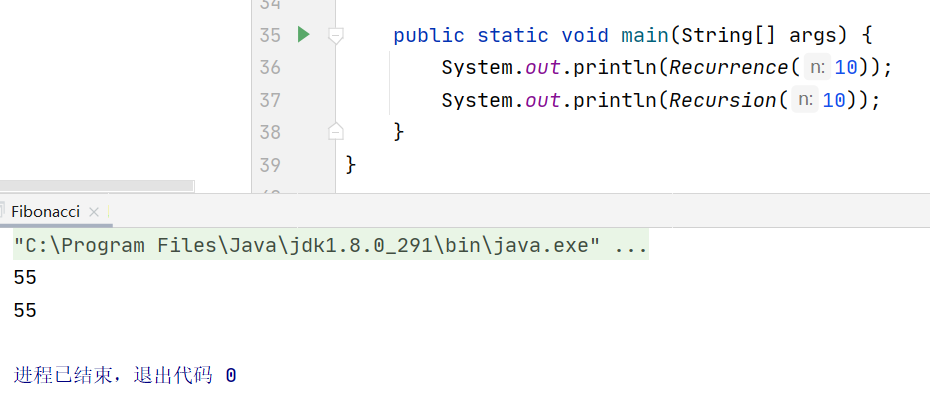 34
35 public static void main(String[] args) {
36 System.out.println(Recurrence( n: 10));
37 System.out.println(Recursion( n: 10));
38 }
39 }
Fibonacci ×
"C:\Program Files\Java\jdk1.8.0_291\bin\java.exe" ...
55
55
进程已结束，退出代码 0